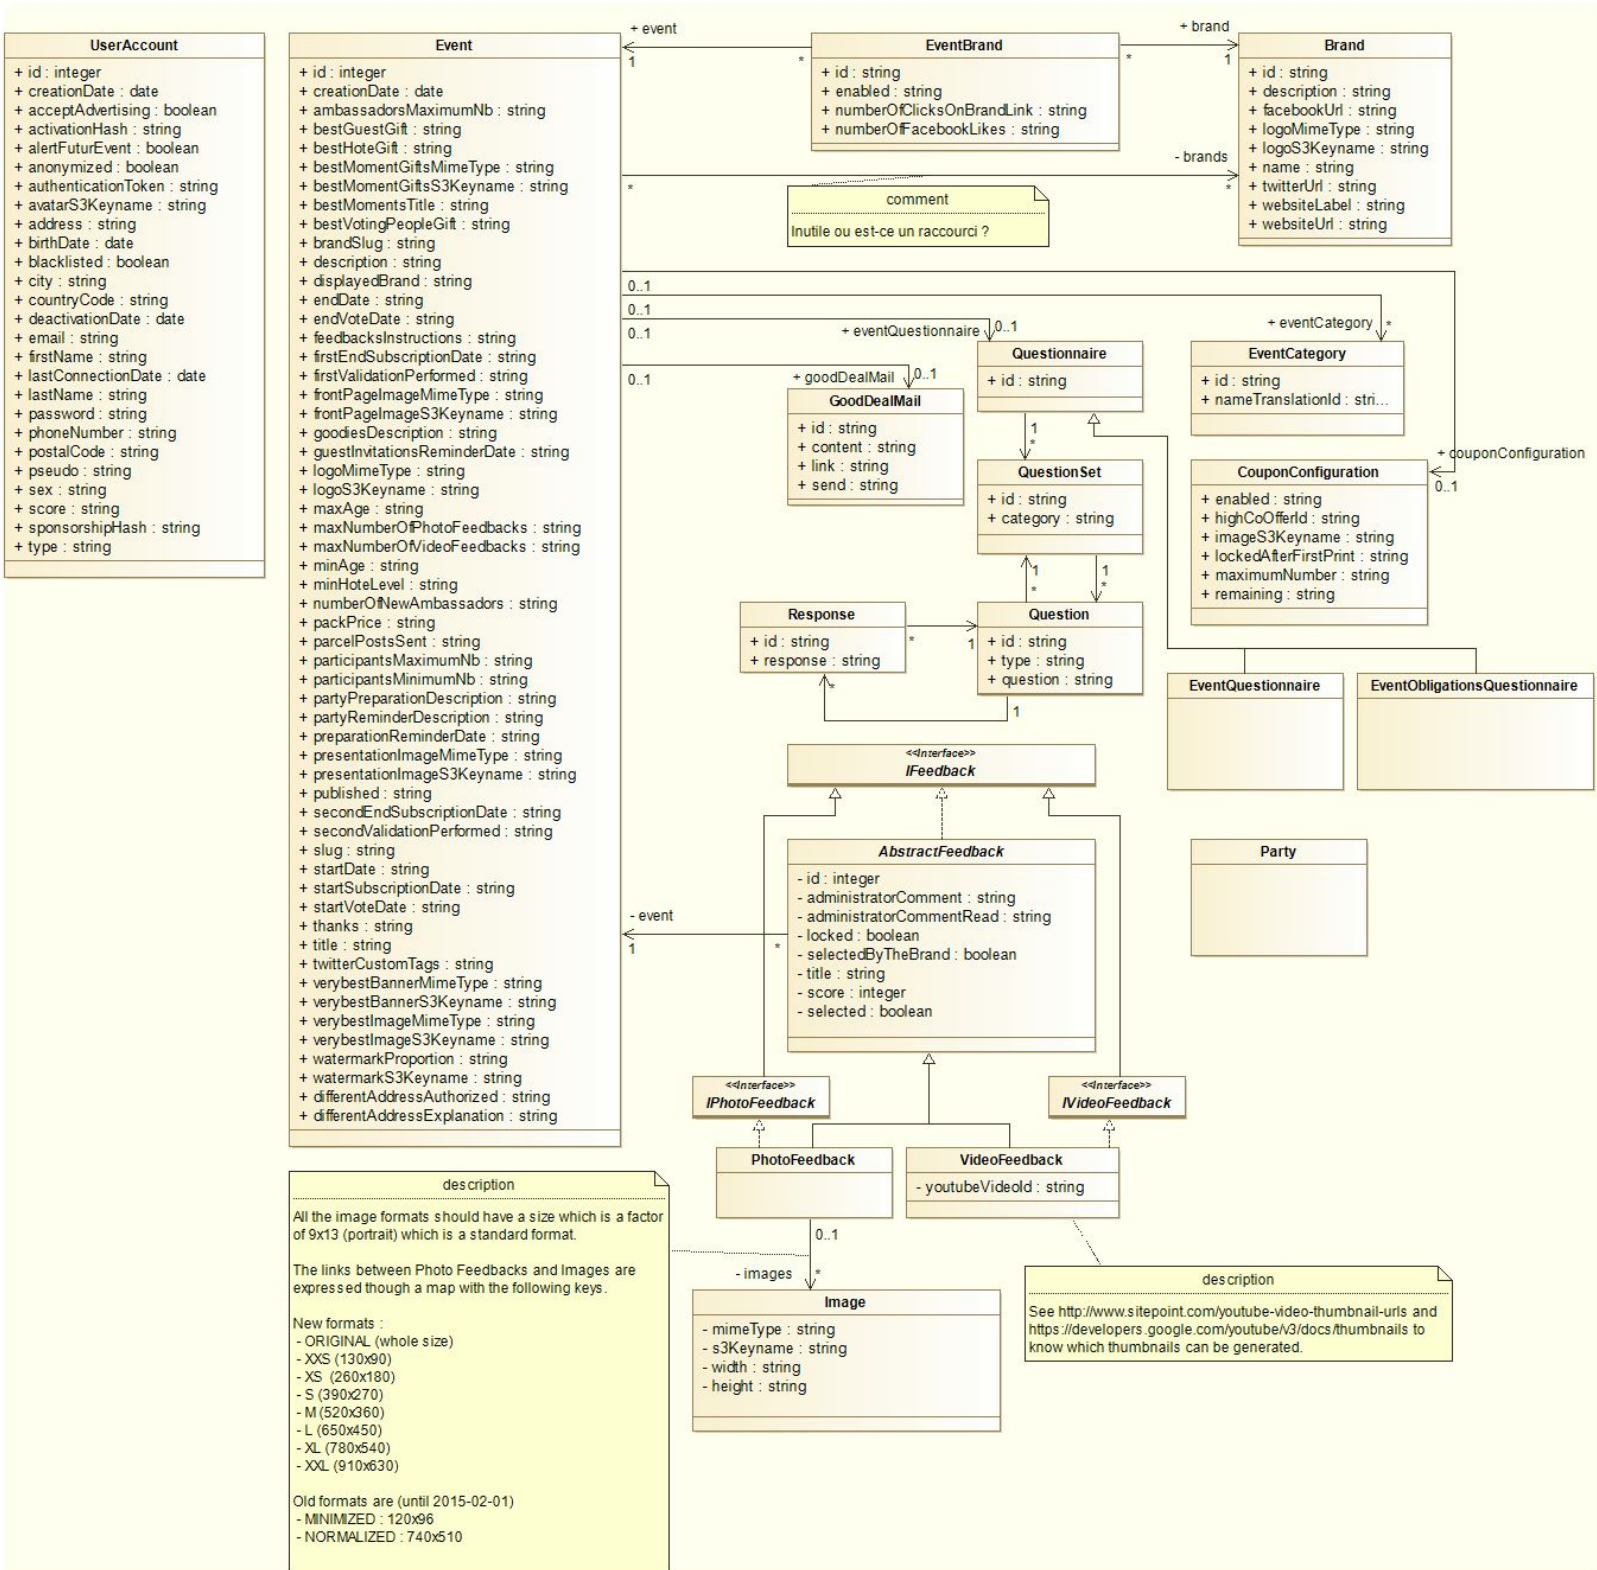 UserAccount
+ id : integer
+ creationDate : date
+ acceptAdvertising : boolean
+ activationHash : string
+ alertFuturEvent : boolean
+ anonymized : boolean
+ authenticationToken : string
+ avatarS3Keyname : string
+ address : string
+ birthDate : date
+ blacklisted : boolean
+ city : string
+ countryCode : string
+ deactivationDate : date
+ email : string
+ firstName : string
+ lastConnectionDate : date
+ lastName : string
+ password : string
+ phoneNumber : string
+ postalCode : string
+ pseudo : string
+ sex : string
+ score : string
+ sponsorshipHash : string
+ type : string
Event
+ id : integer
+ creationDate : date
+ ambassadorsMaximumNb : string
+ bestGuestGift : string
+ bestHoteGift : string
+ bestMomentGiftsMimeType : string
+ bestMomentGiftsS3Keyname : string
+ bestMomentsTitle : string
+ bestVotingPeopleGift : string
+ brandSlug : string
+ description : string
+ displayedBrand : string
+ endDate : string
+ endVoteDate : string
+ feedbacksInstructions : string
+ firstEndSubscriptionDate : string
+ firstValidationPerformed : string
+ frontPageImageMimeType : string
+ frontPageImageS3Keyname : string
+ goodiesDescription : string
+ guestInvitationsReminderDate : string
+ logoMimeType : string
+ logoS3Keyname : string
+ maxAge : string
+ maxNumberOfPhotoFeedbacks : string
+ maxNumberOfVideoFeedbacks : string
+ minAge : string
+ minHoteLevel : string
+ numberOfNewAmbassadors : string
+ packPrice : string
+ parcelPostsSent : string
+ participantsMaximumNb : string
+ participantsMinimumNb : string
+ partyPreparationDescription : string
+ partyReminderDescription : string
+ preparationReminderDate : string
+ presentationImageMimeType : string
+ presentationImageS3Keyname : string
+ published : string
+ secondEndSubscriptionDate : string
+ secondValidationPerformed : string
+ slug : string
+ startDate : string
+ startSubscriptionDate : string
+ startVoteDate : string
+ thanks : string
+ title : string
+ twitterCustomTags : string
+ verybestBannerMimeType : string
+ verybestBannerS3Keyname : string
+ verybestImageMimeType : string
+ verybestImageS3Keyname : string
+ watermarkProportion : string
+ watermarkS3Keyname : string
+ differentAddressAuthorized : string
+ differentAddressExplanation : string
+ event
1
*
EventBrand
+ id : string
+ enabled : string
+ numberOfClicksOnBrandLink : string
+ numberOfFacebookLikes : string
+ brand
*
1
Brand
+ id : string
+ description : string
+ facebookUrl : string
+ logoMimeType : string
+ logoS3Keyname : string
+ name : string
+ twitterUrl : string
+ websiteLabel : string
+ websiteUrl : string
- brands
*
*
comment
Inutile ou est-ce un raccourci ?
0..1
0..1
0..1
0..1
+ eventQuestionnaire
0..1
+ eventCategory
*
+ goodDealMail
0..1
Questionnaire
+ id : string
EventCategory
+ id : string
+ nameTranslationId : stri...
GoodDealMail
+ id : string
+ content : string
+ link : string
+ send : string
1
*
+ couponConfiguration
0..1
QuestionSet
+ id : string
+ category : string
CouponConfiguration
+ enabled : string
+ highCoOfferId : string
+ imageS3Keyname : string
+ lockedAfterFirstPrint : string
+ maximumNumber : string
+ remaining : string
1
*
1
*
Response
+ id : string
+ response : string
*
1
Question
+ id : string
+ type : string
+ question : string
*
1
EventQuestionnaire
EventObligationsQuestionnaire
<<Interface>>
IFeedback
AbstractFeedback
- id : integer
- administratorComment : string
- administratorCommentRead : string
- locked : boolean
- selectedByTheBrand : boolean
- title : string
- score : integer
- selected : boolean
- event
1
*
Party
<<Interface>>
IPhotoFeedback
<<Interface>>
IVideoFeedback
PhotoFeedback
VideoFeedback
- youtubeVideoId : string
0..1
- images
*
Image
- mimeType : string
- s3Keyname : string
- width : string
- height : string
description
See http://www.sitepoint.com/youtube-video-thumbnail-urls and
https://developers.google.com/youtube/v3/docs/thumbnails to
know which thumbnails can be generated.
description
All the image formats should have a size which is a factor
of 9x13 (portrait) which is a standard format.
The links between Photo Feedbacks and Images are
expressed though a map with the following keys.
New formats :
- ORIGINAL (whole size)
- XXS (130x90)
- XS (260x180)
- S (390x270)
- M (520x360)
- L (650x450)
- XL (780x540)
- XXL (910x630)
Old formats are (until 2015-02-01)
- MINIMIZED : 120x96
- NORMALIZED : 740x510